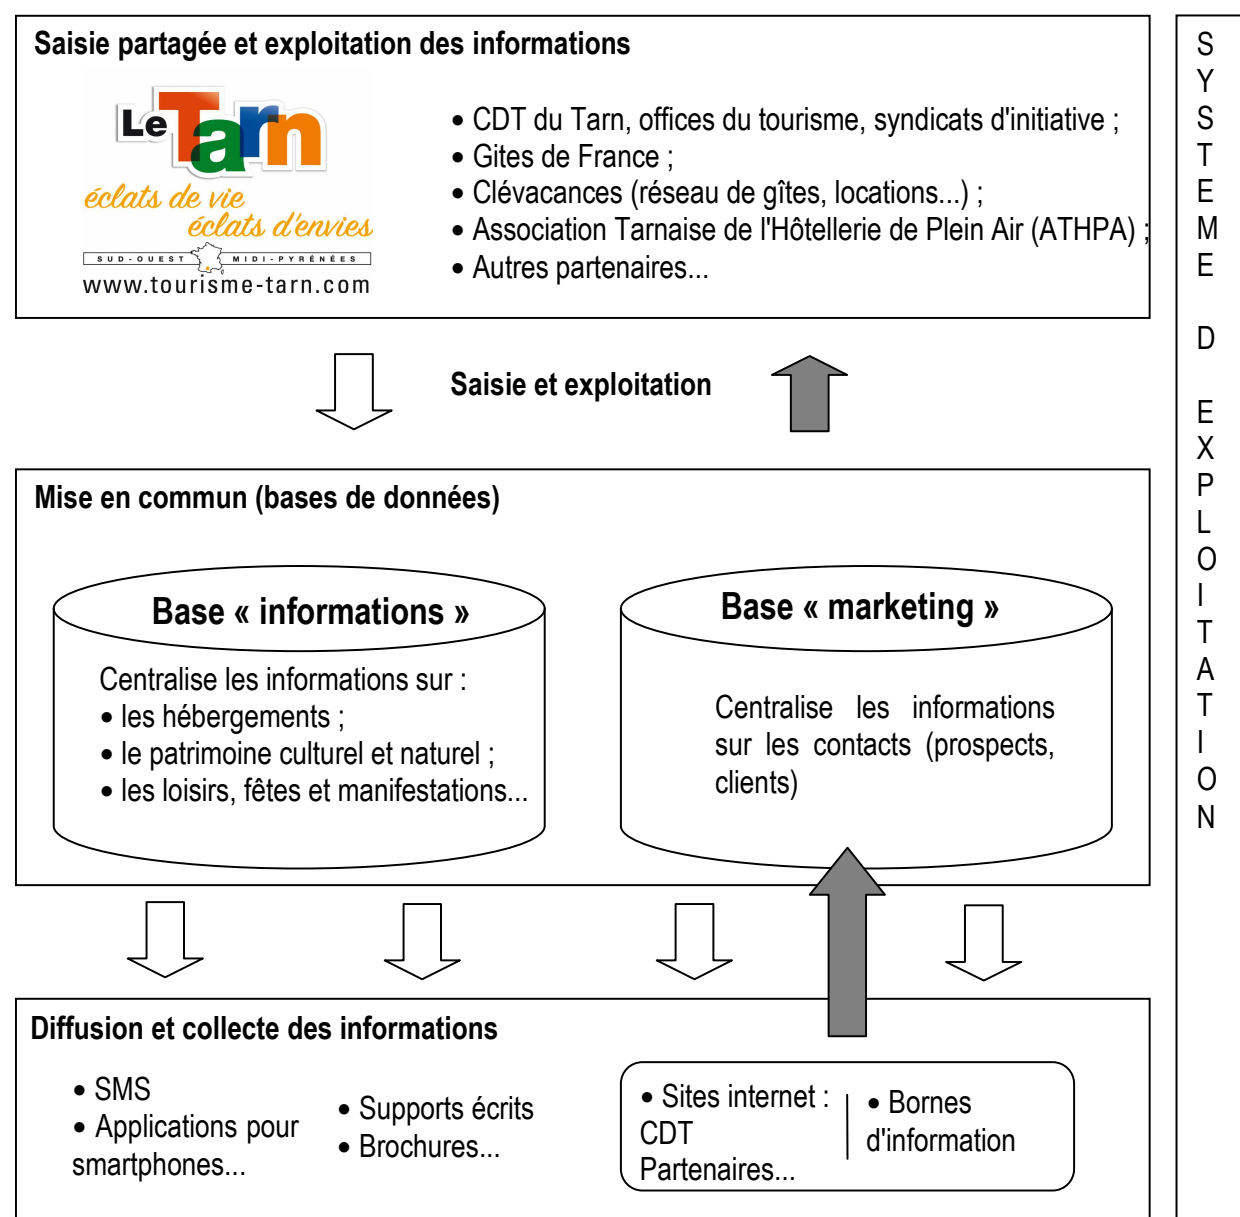 Saisie partagée et exploitation des informations
Le Tarn
éclats de vie
éclats d'envies
SUD-OUEST MIDI-PYRÉNÉES
www.tourisme-tarn.com
• CDT du Tarn, offices du tourisme, syndicats d'initiative ;
• Gites de France ;
• Clévacances (réseau de gîtes, locations...) ;
• Association Tarnaise de l'Hôtellerie de Plein Air (ATHPA) ;
• Autres partenaires...
Saisie et exploitation
Mise en commun (bases de données)
Base « informations »
Centralise les informations sur :
• les hébergements ;
• le patrimoine culturel et naturel ;
• les loisirs, fêtes et manifestations...
Base « marketing »
Centralise les informations
sur les contacts (prospects,
clients)
Diffusion et collecte des informations
• SMS
• Applications pour
smartphones...
• Supports écrits
• Brochures...
• Sites internet :
CDT
Partenaires...
• Bornes
d'information
S
Y
S
T
E
M
E
D
E
X
P
L
O
I
T
A
T
I
O
N